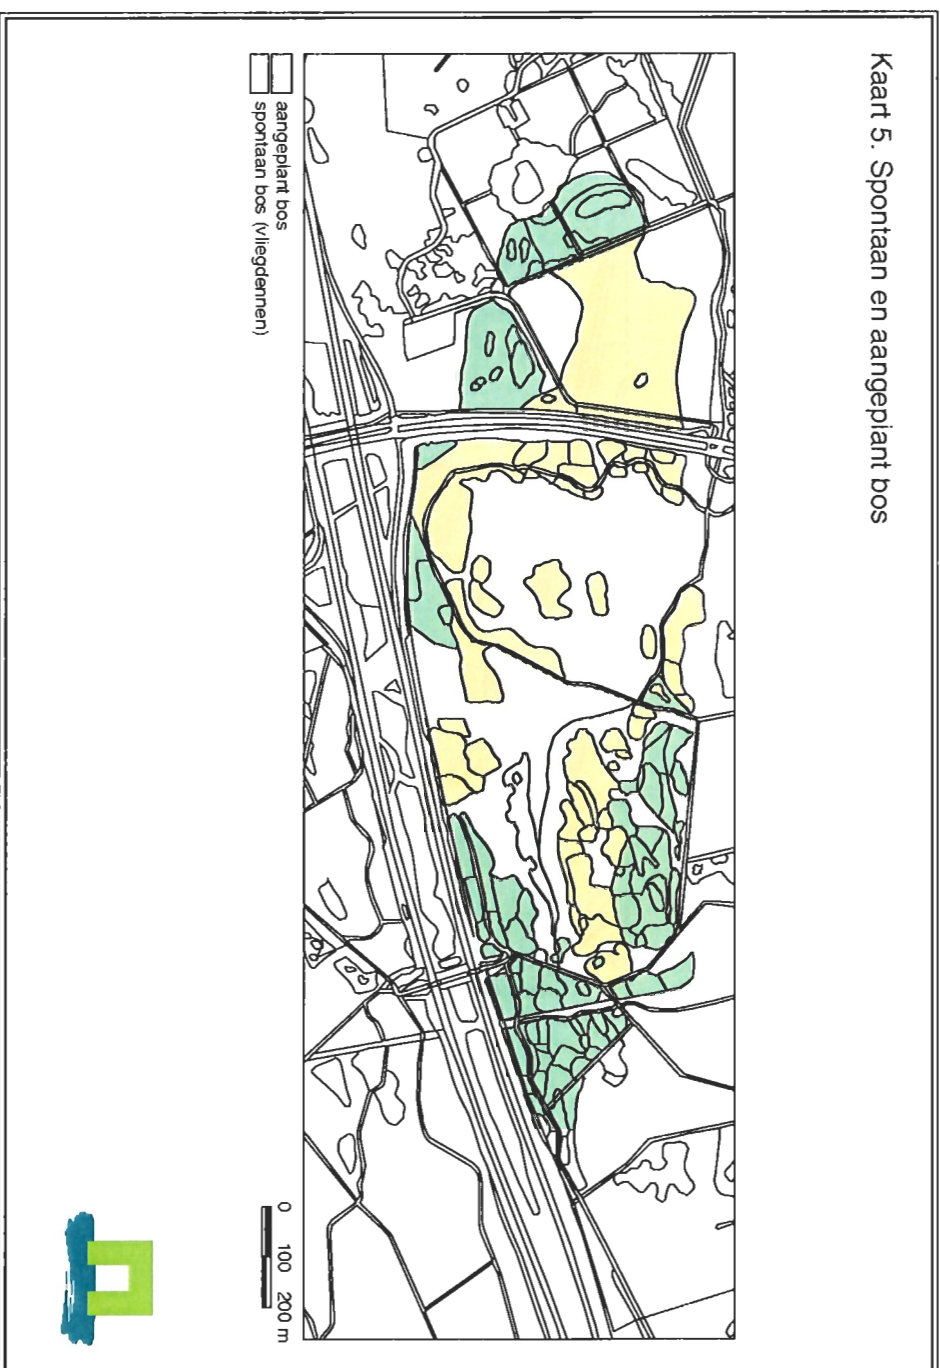 Kaart 5. Spontaan en aangeplant bos
aangeplant bos
spontaan bos (vliegdennen)
0 100 200 m